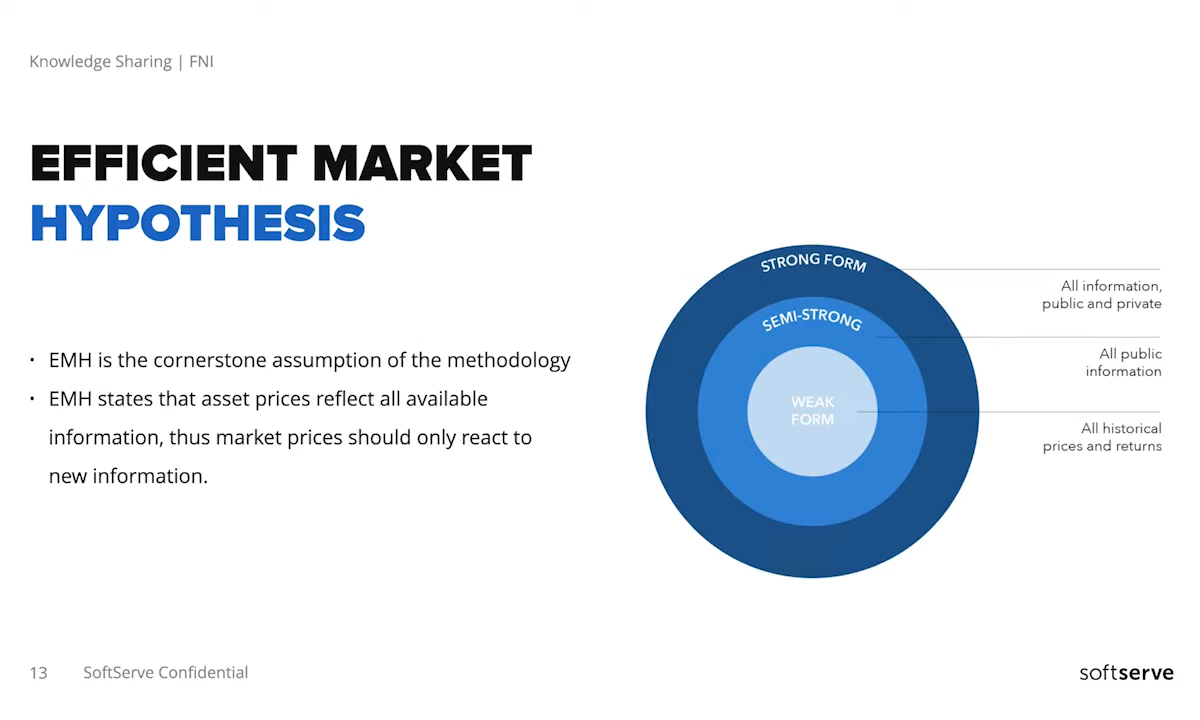 Knowledge Sharing | FNI
EFFICIENT MARKET
HYPOTHESIS
• EMH is the cornerstone assumption of the methodology
• EMH states that asset prices reflect all available
information, thus market prices should only react to
new information.
STRONG FORM
SEMI-STRONG
WEAK
FORM
All information,
public and private
All public
information
All historical
prices and returns
13
SoftServe Confidential
softserve